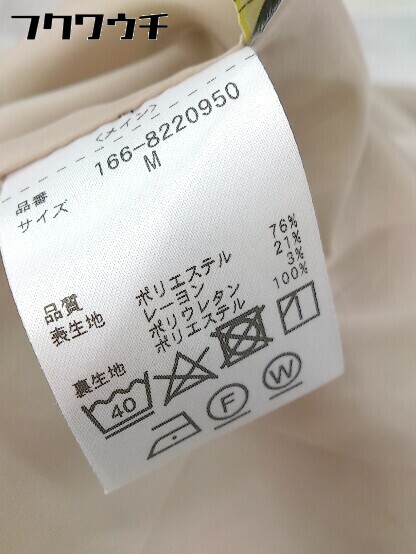 フクワウチ
〈メイン〉
品番 166-8220950
サイズ M
品質
表生地 ポリエステル 76%
レーヨン 21%
ポリウレタン 3%
裏生地 ポリエステル 100%
40
F W